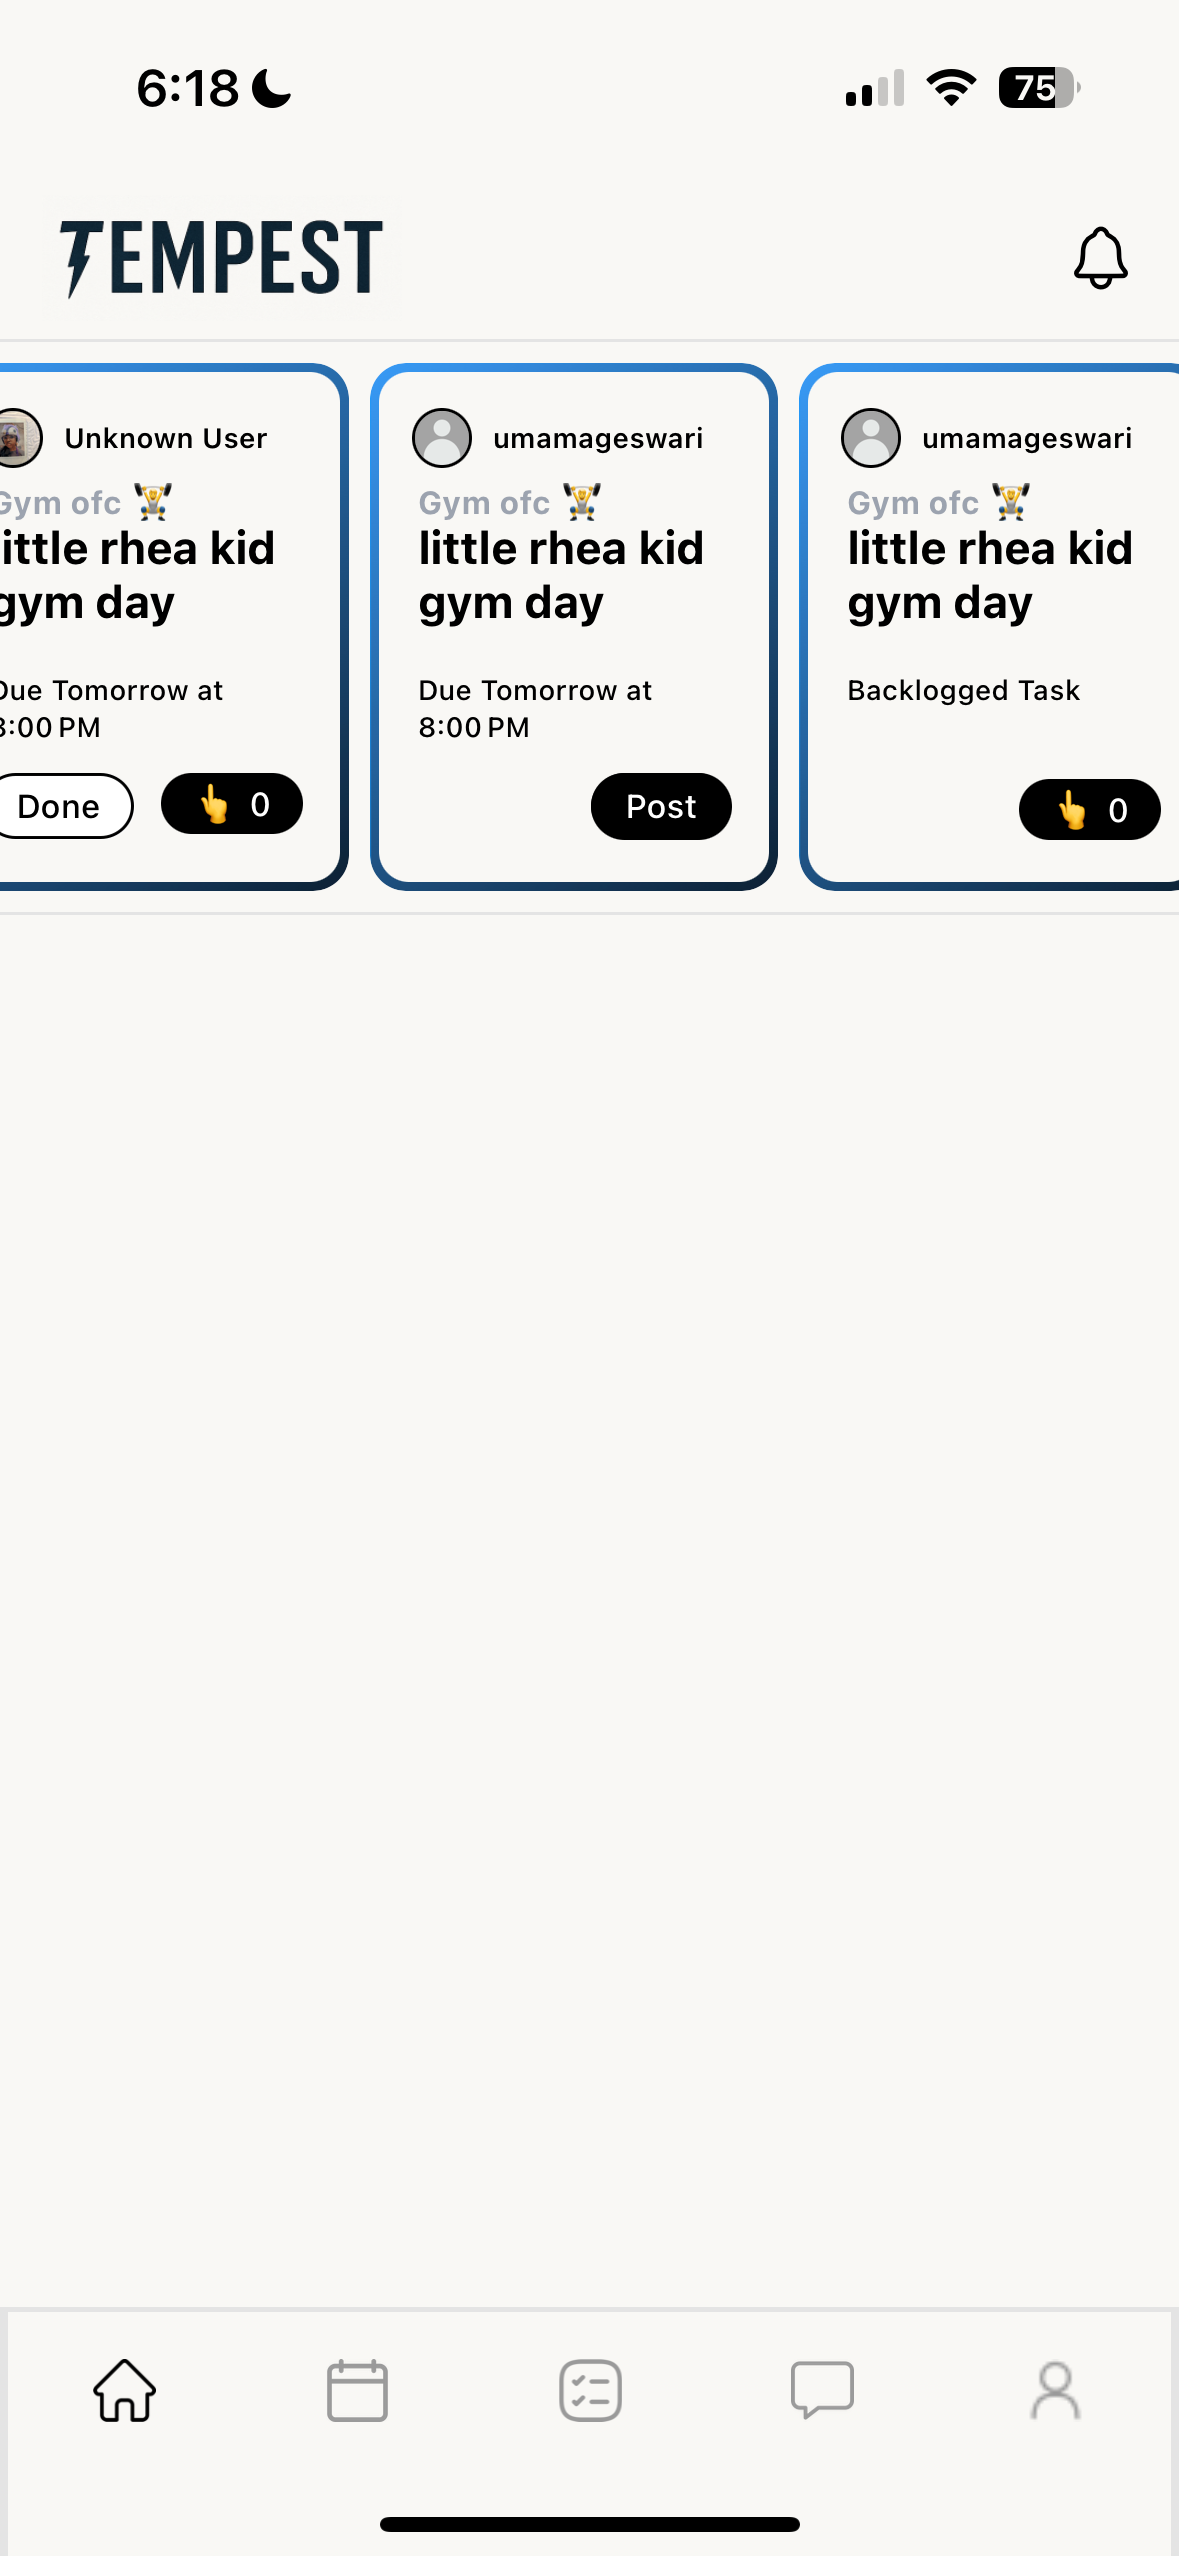 6:18
75
TEMPEST
Unknown User
Gym ofc 🏋️
little rhea kid
gym day
Due Tomorrow at
8:00 PM
Done
👆 0
umamageswari
Gym ofc 🏋️
little rhea kid
gym day
Due Tomorrow at
8:00 PM
Post
umamageswari
Gym ofc 🏋️
little rhea kid
gym day
Backlogged Task
👆 0